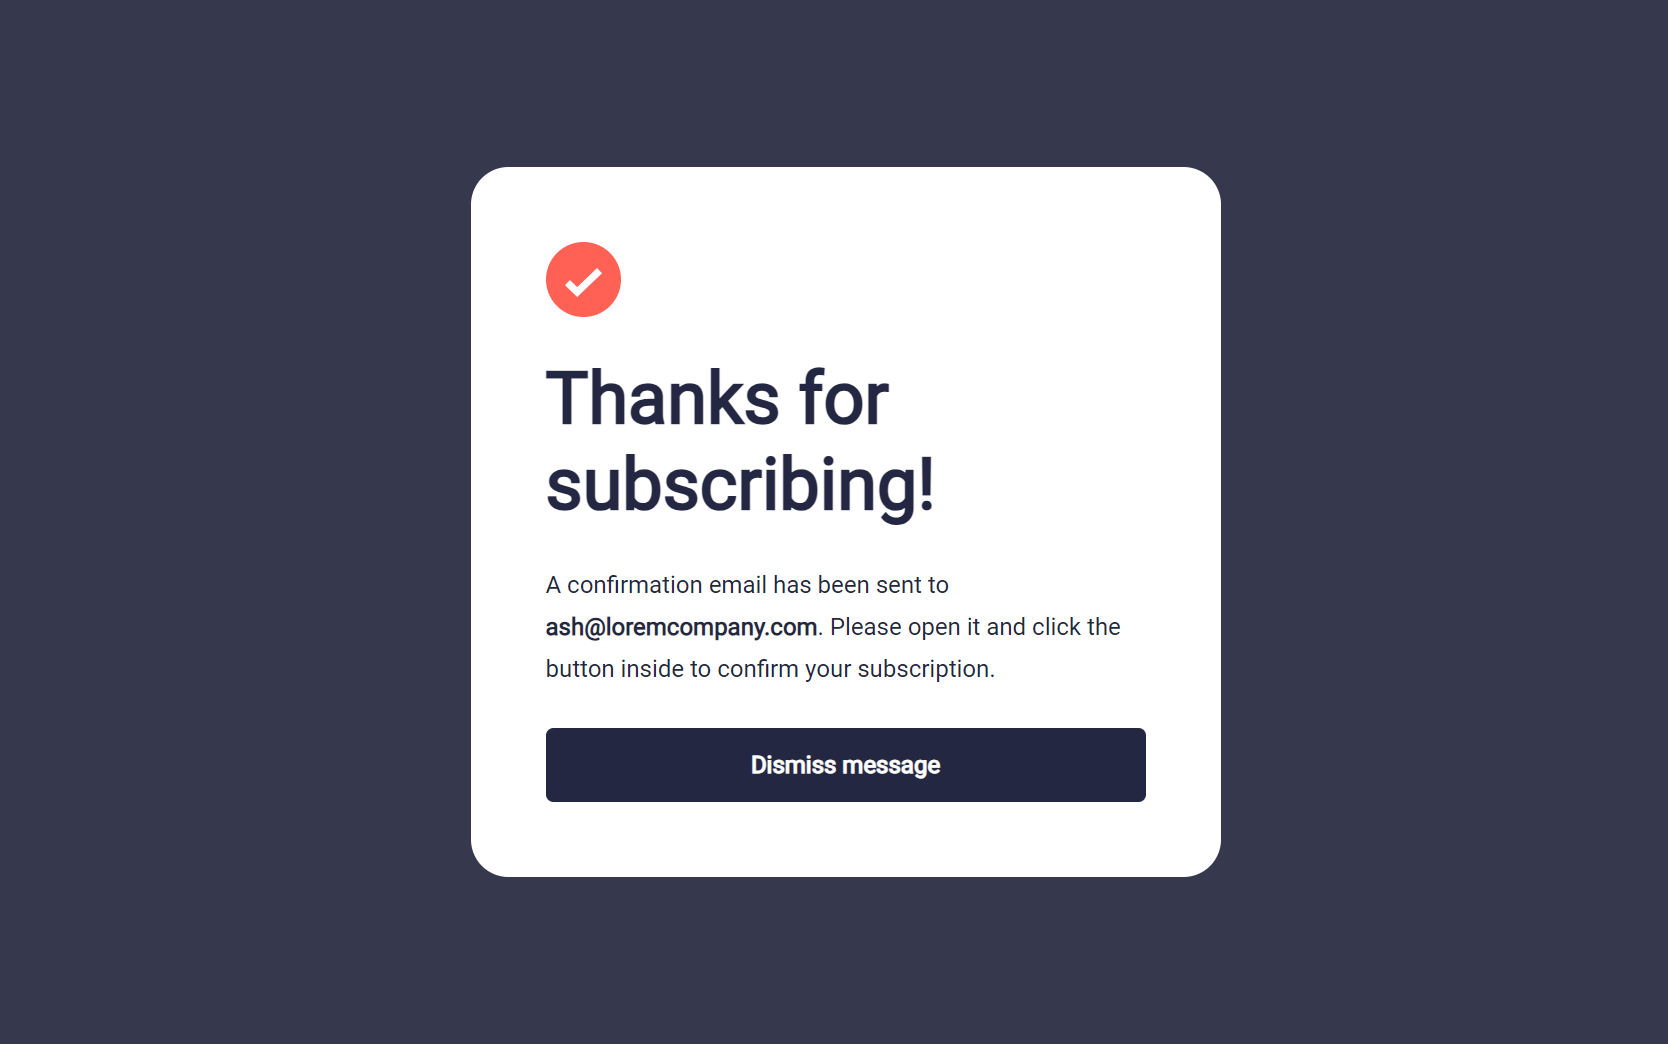 Thanks for
subscribing!
A confirmation email has been sent to
ash@loremcompany.com. Please open it and click the
button inside to confirm your subscription.
Dismiss message